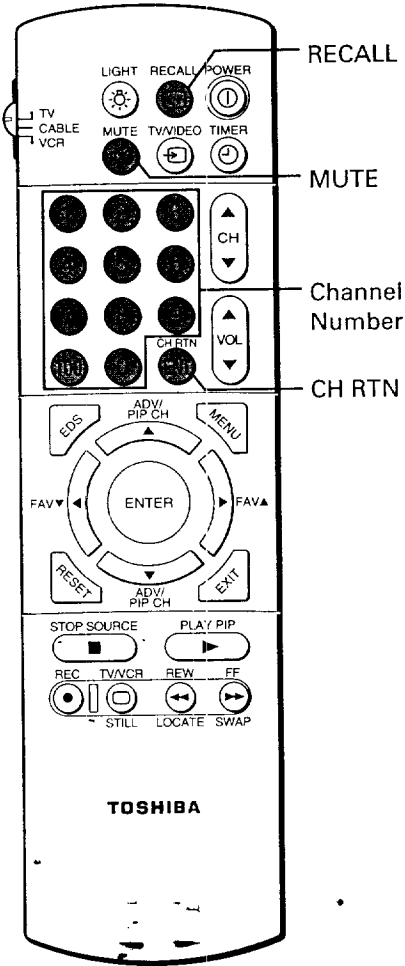 LIGHT RECALL POWER
RECALL
TV
CABLE
VCR
MUTE TV/VIDEO TIMER
MUTE
CH
Channel
Number
VOL
CH RTN
CH RTN
EDS
ADV/
PIP CH
MENU
FAV▼
ENTER
FAV▲
RESET
ADV/
PIP CH
EXIT
STOP SOURCE PLAY PIP
REC TV/VCR REW FF
STILL LOCATE SWAP
TOSHIBA